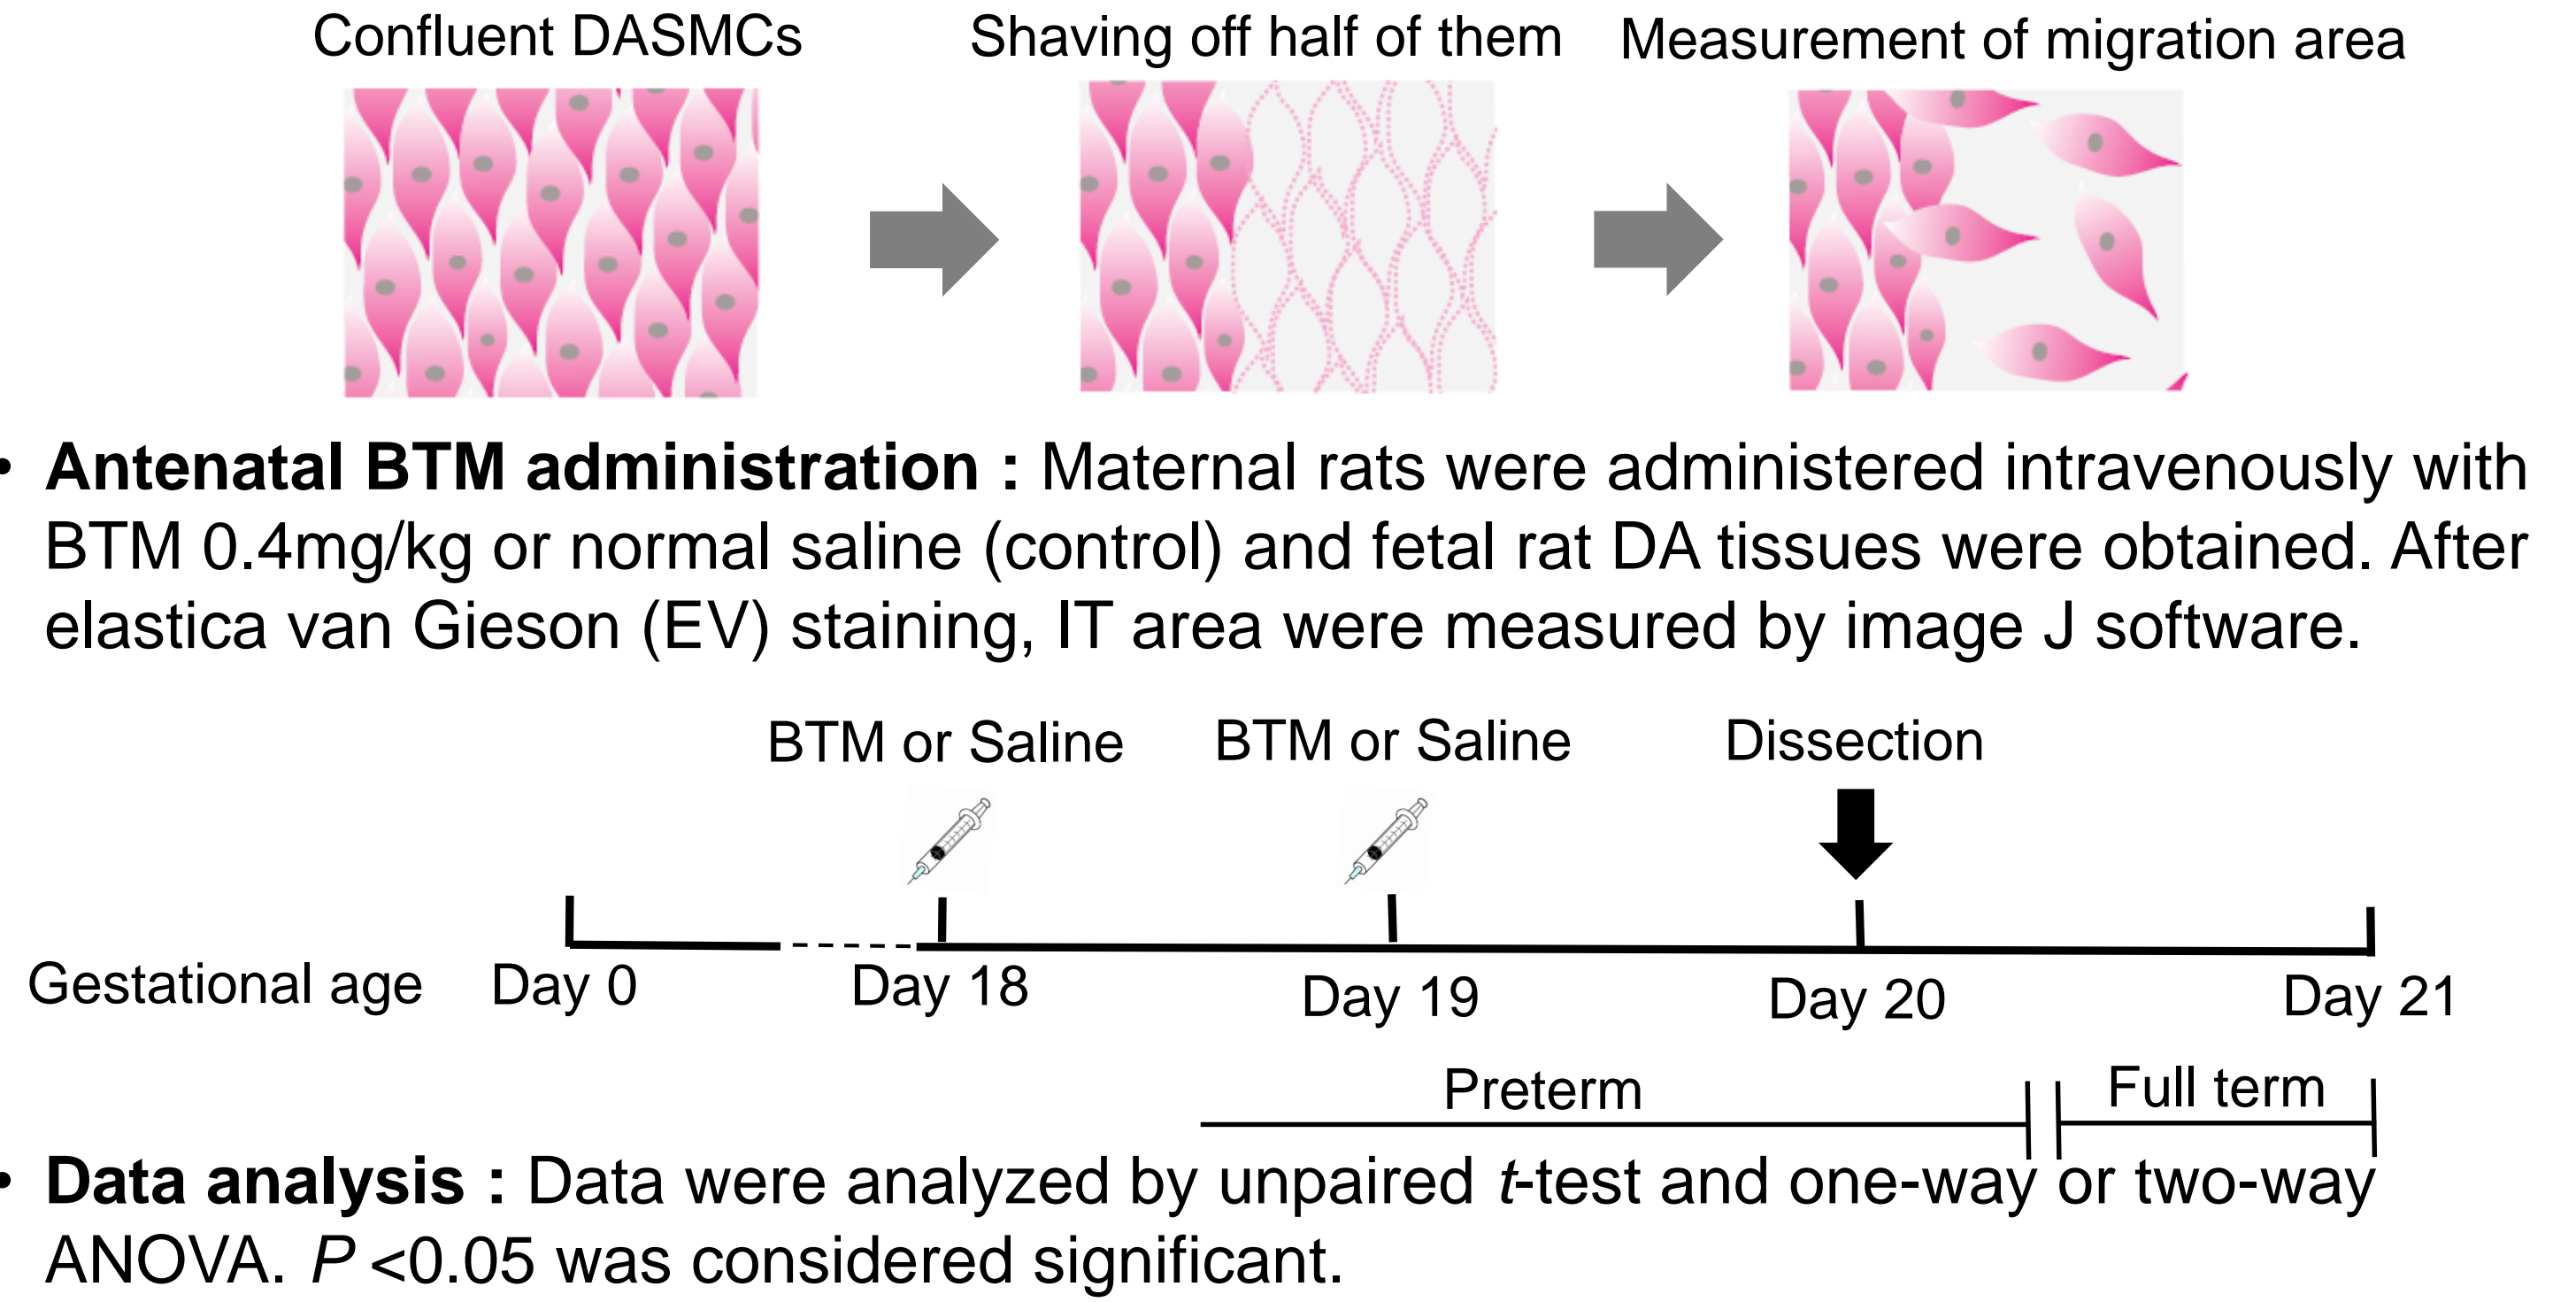 Confluent DASMCs
Shaving off half of them
Measurement of migration area
• Antenatal BTM administration : Maternal rats were administered intravenously with
BTM 0.4mg/kg or normal saline (control) and fetal rat DA tissues were obtained. After
elastica van Gieson (EV) staining, IT area were measured by image J software.
BTM or Saline
BTM or Saline
Dissection
Gestational age
Day 0
Day 18
Day 19
Day 20
Day 21
Preterm
Full term
• Data analysis : Data were analyzed by unpaired t-test and one-way or two-way
ANOVA. P <0.05 was considered significant.